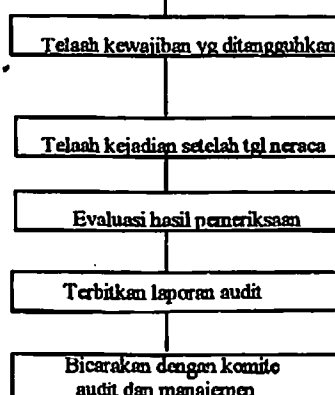 Telaah kewajiban yg ditangguhkan
Telaah kejadian setelah tgl neraca
Evaluasi hasil pemeriksaan
Terbitkan laporan audit
Bicarakan dengan komite
audit dan manajemen